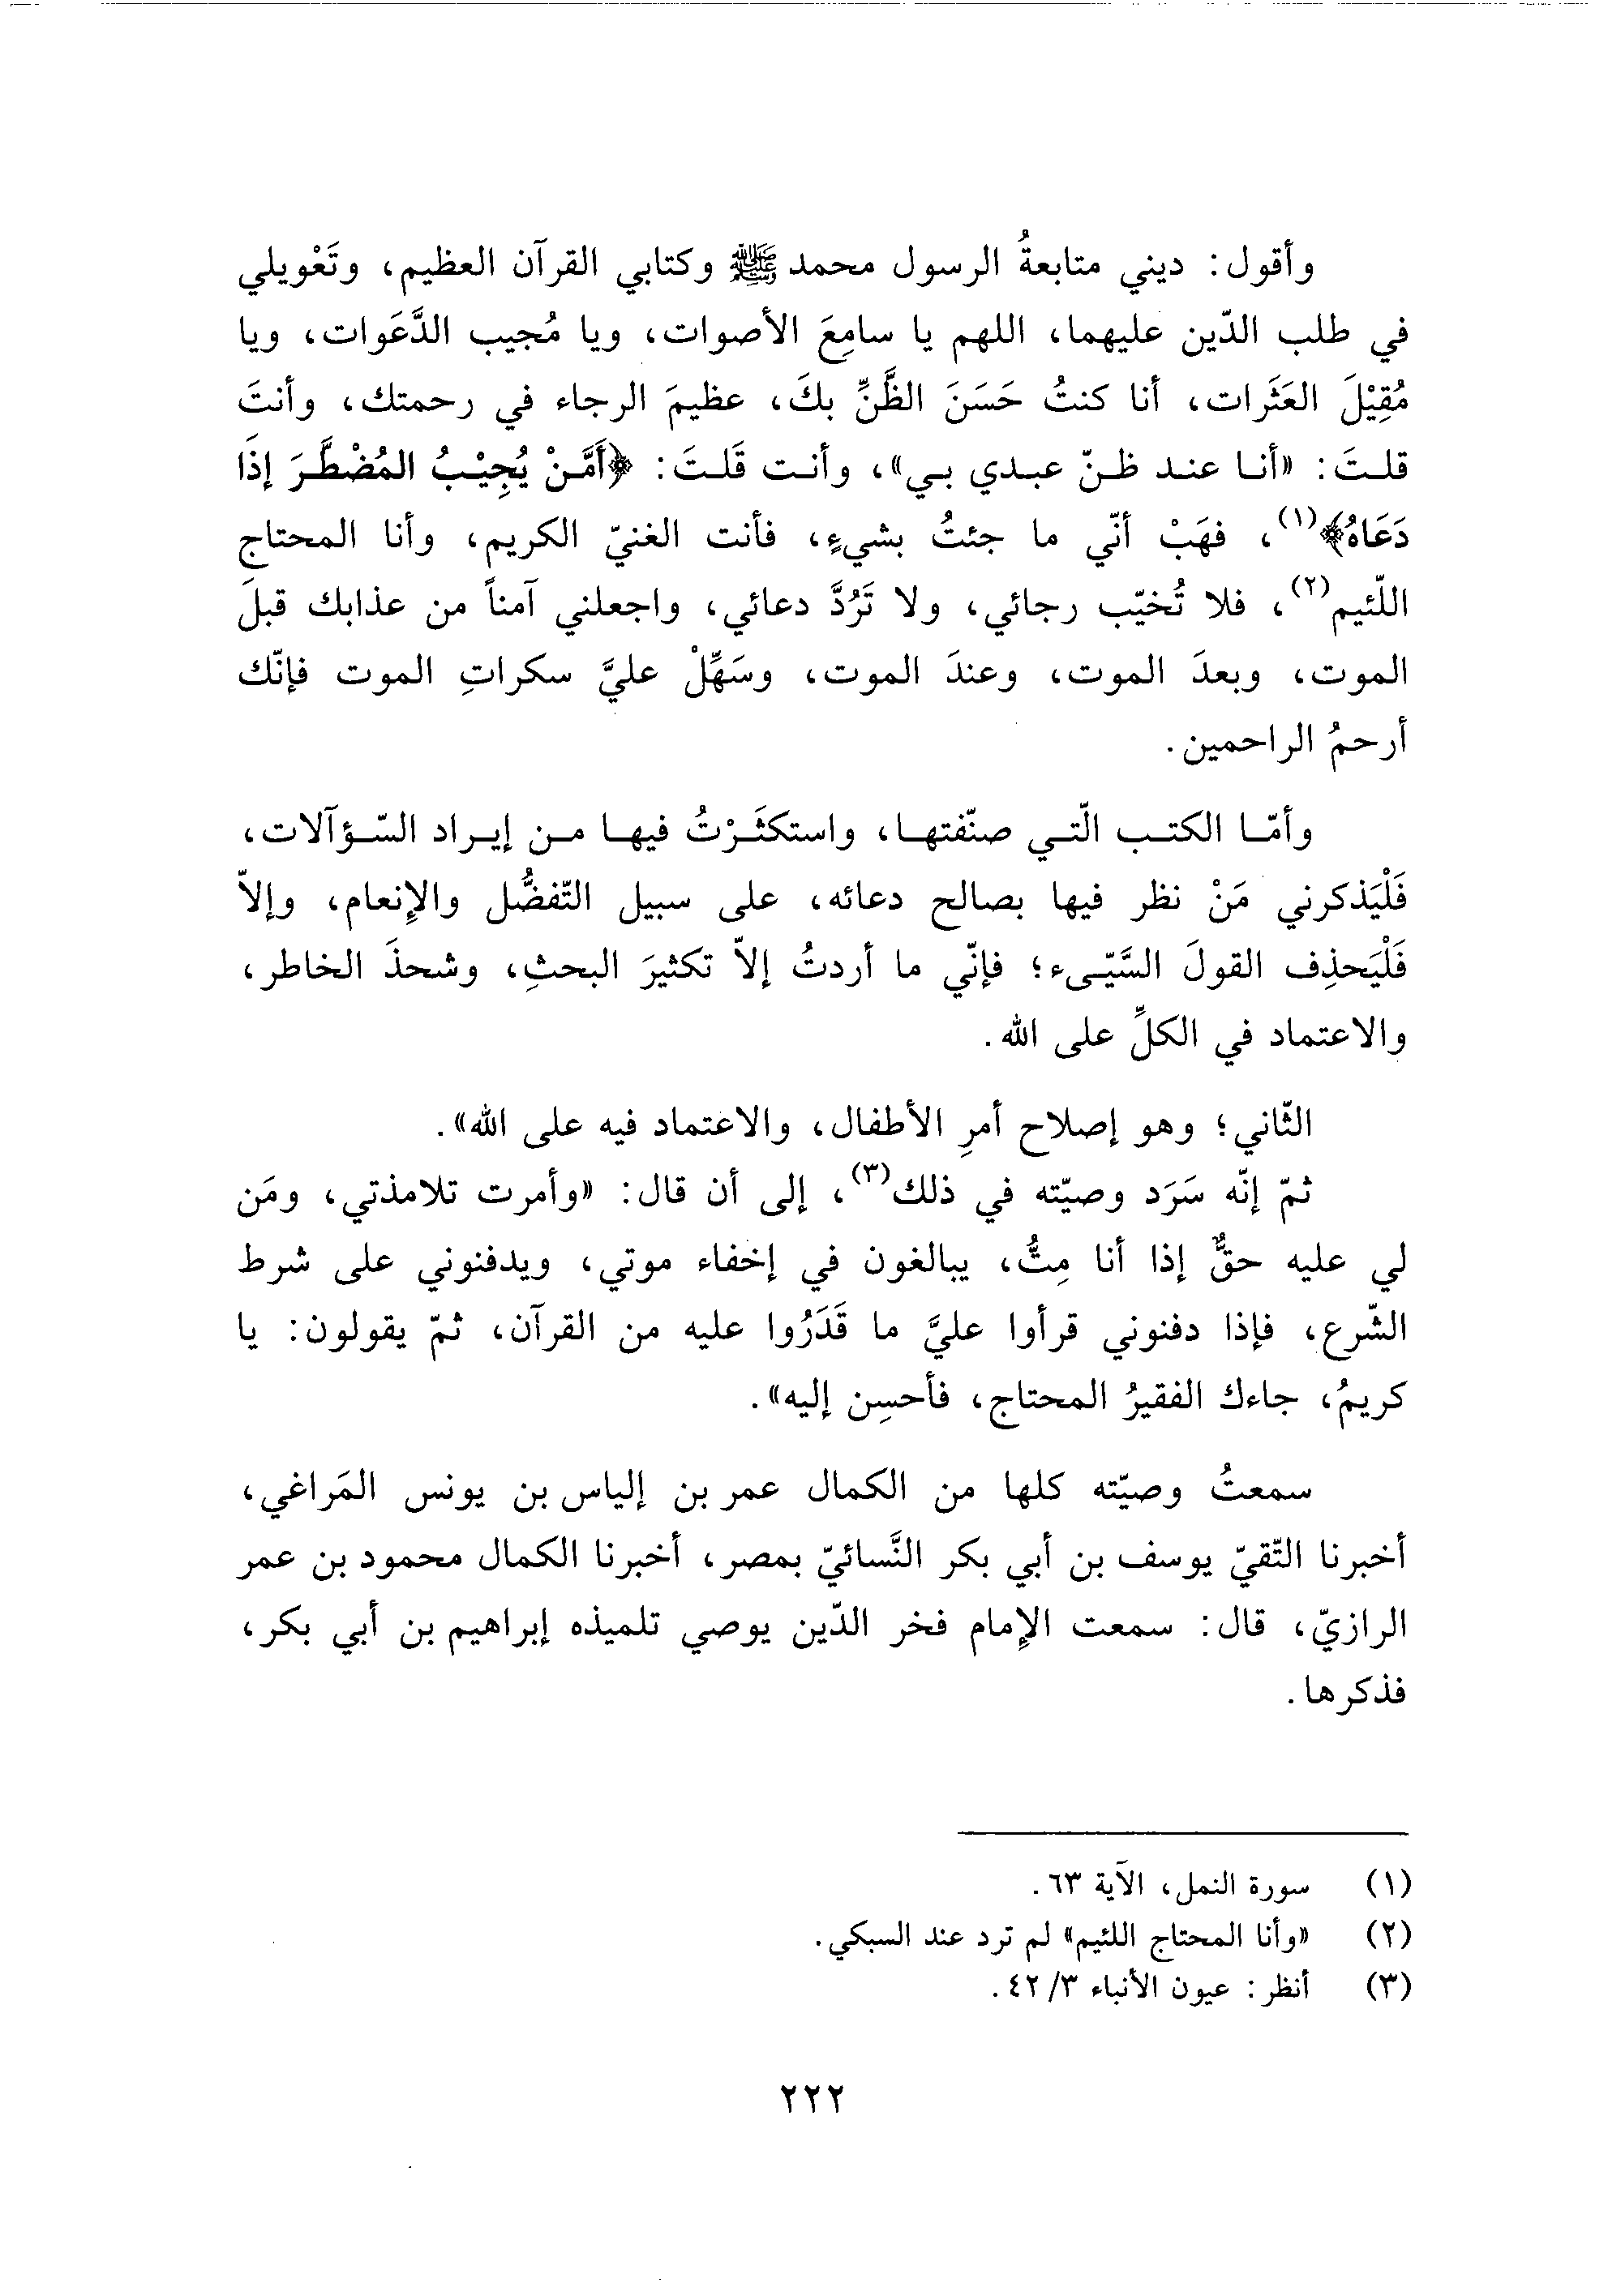 وأقول: ديني متابعةُ الرسول محمد ﷺ وكتابي القرآن العظيم، وتَعْويلي
في طلب الدّين عليهما، اللهم يا سامِعَ الأصوات، ويا مُجيب الدَّعَوات، ويا
مُقِيْلَ العَثَرات، أنا كنتُ حَسَنَ الظَّنِّ بكَ، عظيمَ الرجاء في رحمتك، وأنتَ
قلتَ: «أنا عند ظنّ عبدي بي»، وأنت قَلتَ: ﴿أَمَّنْ يُجِيْبُ المُضْطَّرَ إذَا
دَعَاهُ﴾(١)، فهَبْ أنّي ما جئتُ بشيءٍ، فأنت الغنيّ الكريم، وأنا المحتاج
اللّئيم(٢)، فلا تُخيّب رجائي، ولا تَرُدَّ دعائي، واجعلني آمناً من عذابك قبلَ
الموت، وبعدَ الموت، وعندَ الموت، وسَهِّلْ عليَّ سكراتِ الموت فإنّك
أرحمُ الراحمين.
وأمّا الكتب الّتي صنّفتها، واستكثَرْتُ فيها من إيراد السّؤآلات،
فَلْيَذكرني مَنْ نظر فيها بصالح دعائه، على سبيل التّفضُّل والإنعام، وإلاّ
فَلْيَحذِف القولَ السَّيّىء؛ فإنّي ما أردتُ إلاّ تكثيرَ البحثِ، وشحذَ الخاطر،
والاعتماد في الكلِّ على الله.
الثّاني؛ وهو إصلاح أمرِ الأطفال، والاعتماد فيه على الله».
ثمّ إنّه سَرَد وصيّته في ذلك(٣)، إلى أن قال: «وأمرت تلامذتي، ومَن
لي عليه حقٌّ إذا أنا مِتُّ، يبالغون في إخفاء موتي، ويدفنوني على شرط
الشّرع، فإذا دفنوني قرأوا عليَّ ما قَدَرُوا عليه من القرآن، ثمّ يقولون: يا
كريمُ، جاءك الفقيرُ المحتاج، فأحسِن إليه».
سمعتُ وصيّته كلها من الكمال عمر بن إلياس بن يونس المَراغي،
أخبرنا التّقيّ يوسف بن أبي بكر النَّسائيّ بمصر، أخبرنا الكمال محمود بن عمر
الرازيّ، قال: سمعت الإمام فخر الدّين يوصي تلميذه إبراهيم بن أبي بكر،
فذكرها.
(١) سورة النمل، الآية ٦٣.
(٢) «وأنا المحتاج اللئيم» لم ترد عند السبكي.
(٣) أنظر: عيون الأنباء ٤٢/٣.
٢٢٢